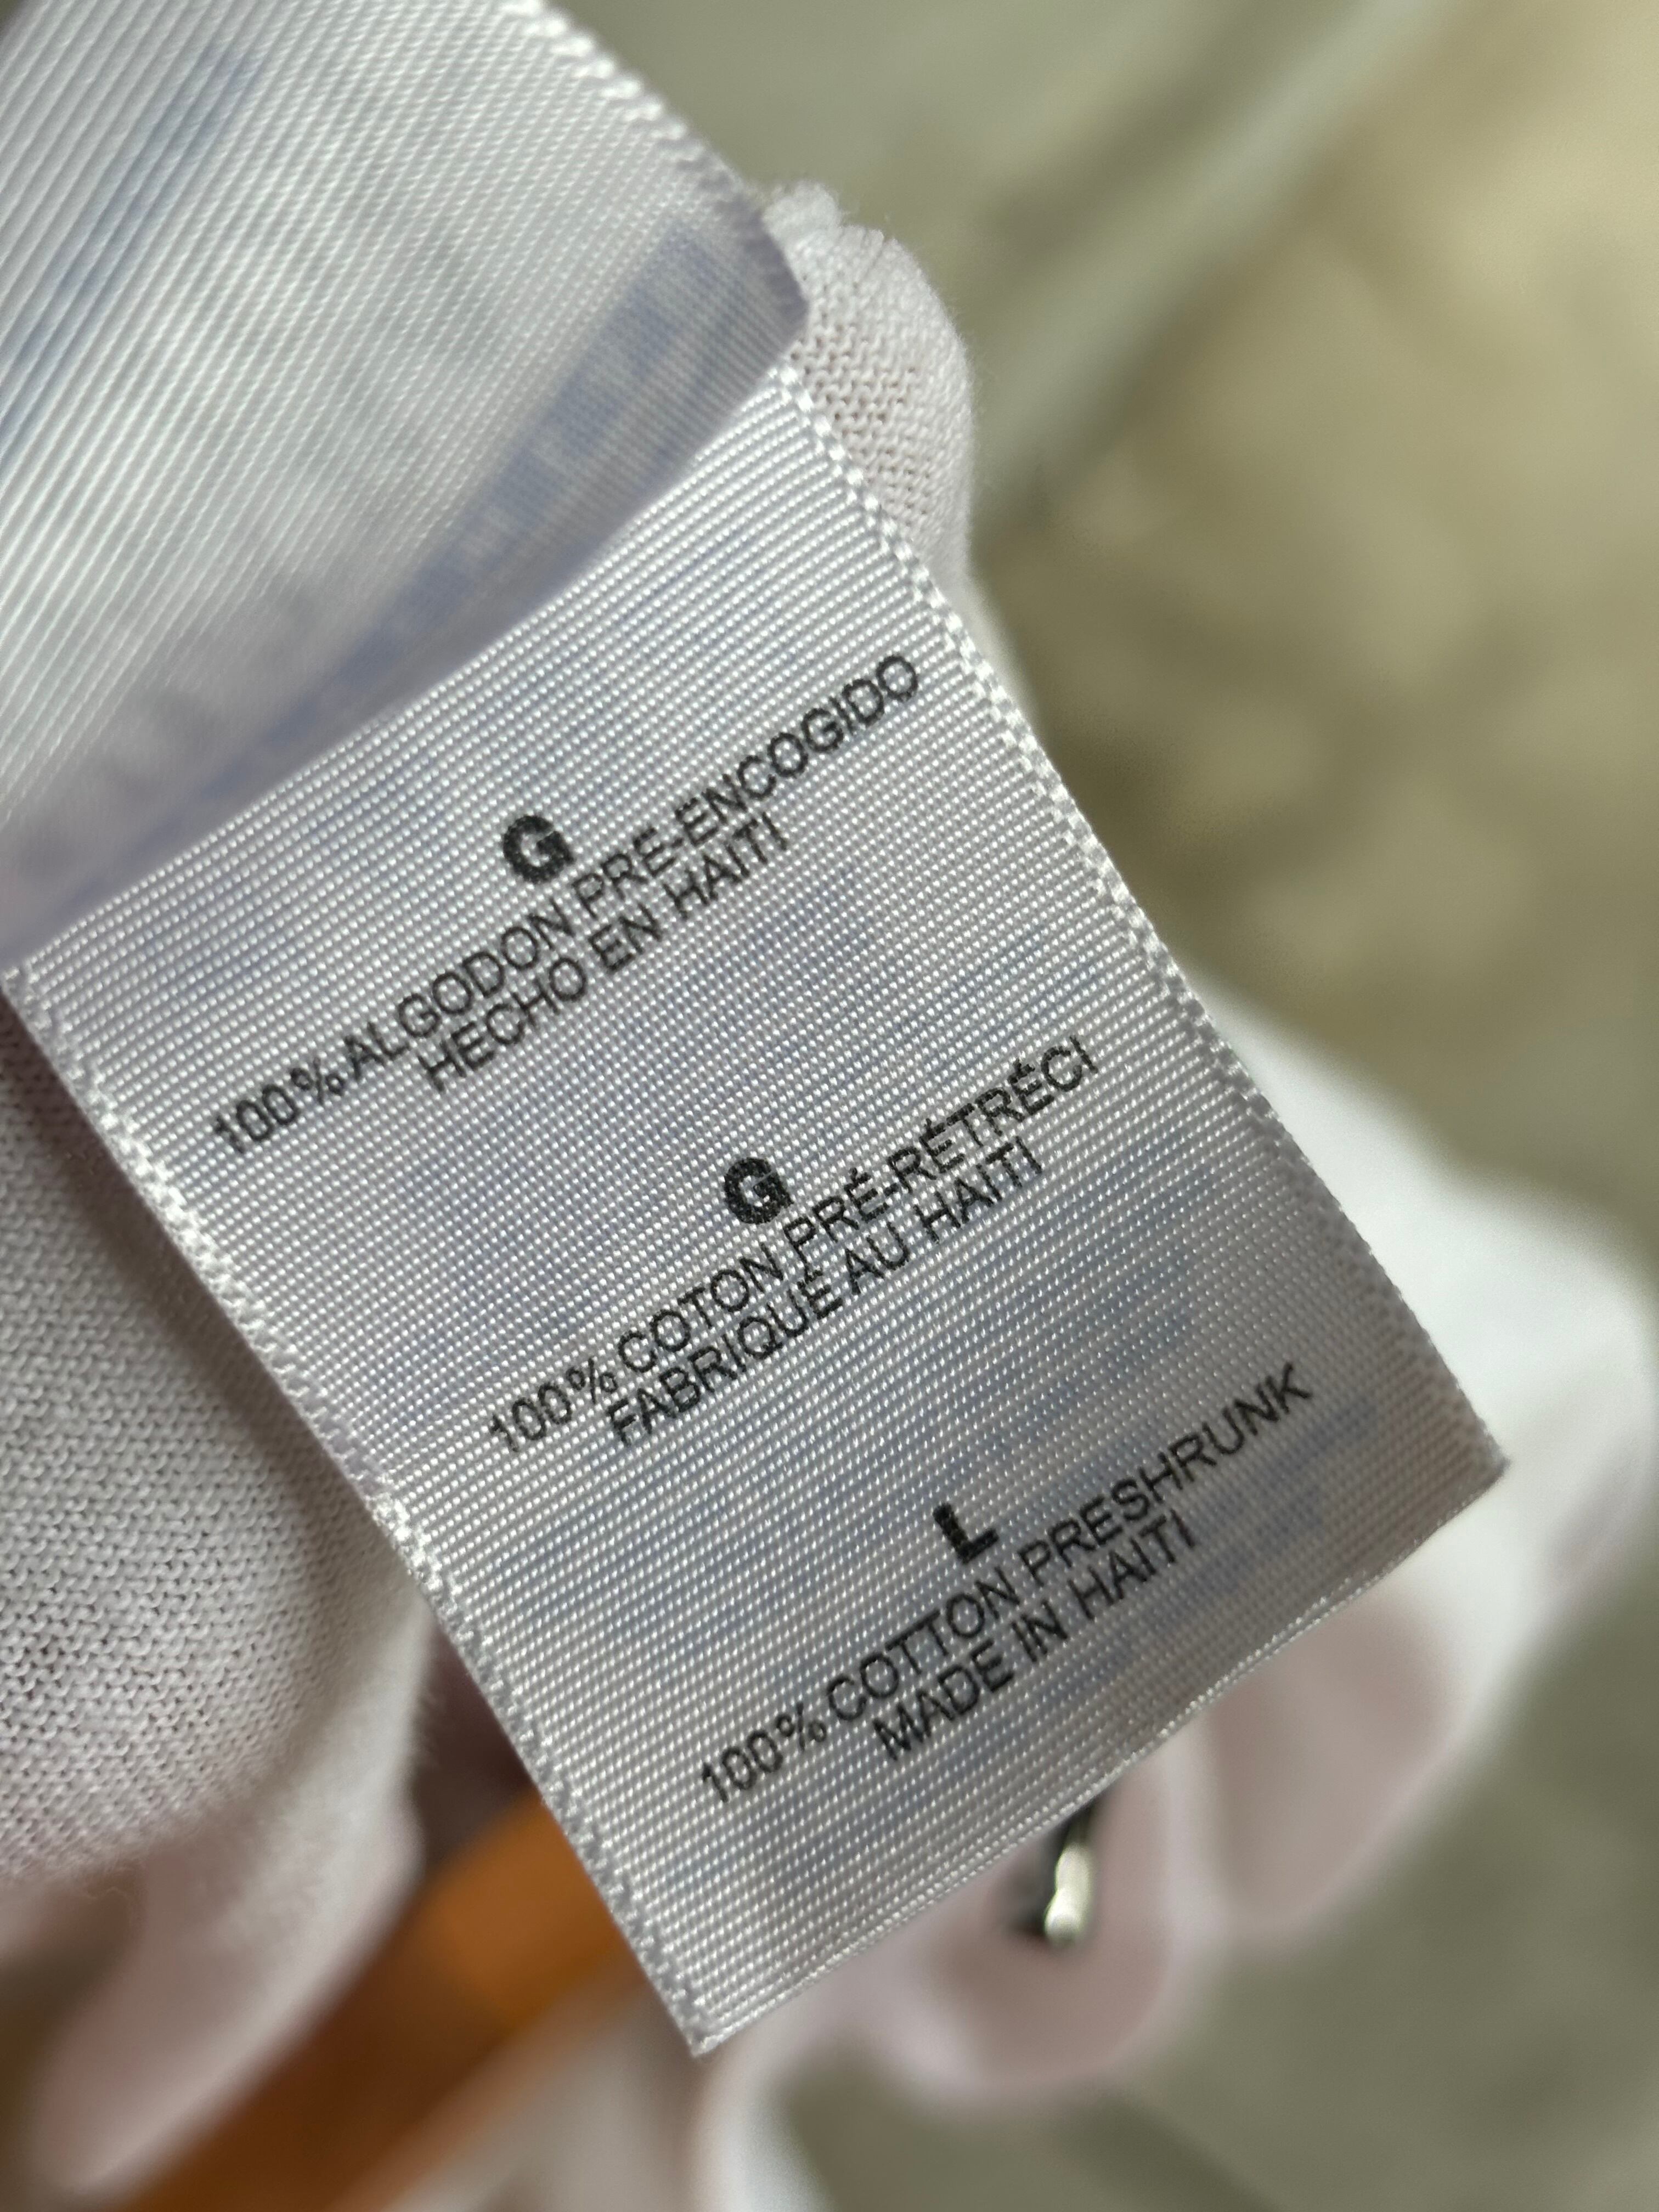 G
100% ALGODON PRE-ENCOGIDO
HECHO EN HAITI
G
100% COTON PRÉ-RÉTRÉCI
FABRIQUÉ AU HAITI
L
100% COTTON PRESHRUNK
MADE IN HAITI